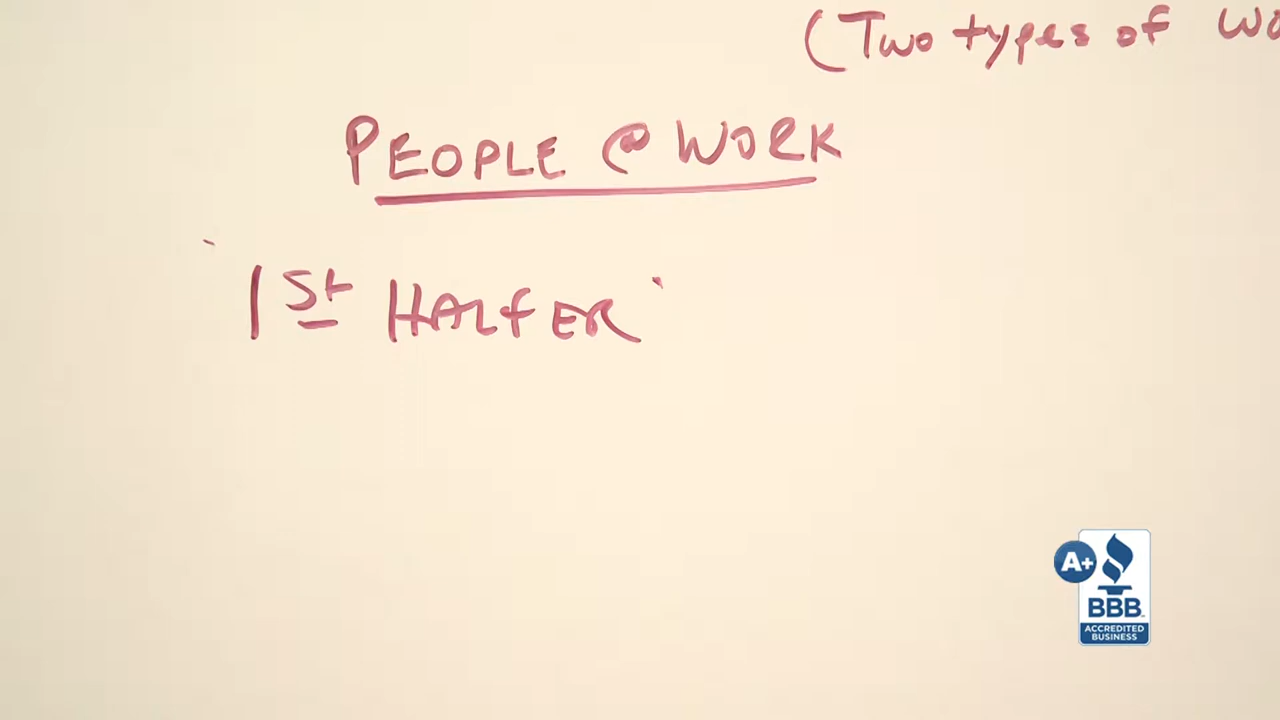 (Two types of
PEOPLE @ WORK
1St HALFER
A+
BBB
ACCREDITED
BUSINESS